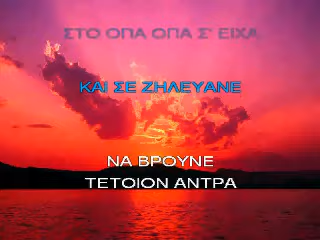 ΣΤΟ ΟΠΑ ΟΠΑ Σ' ΕΙΧΑ
ΚΑΙ ΣΕ ΖΗΛΕΥΑΝΕ
ΝΑ ΒΡΟΥΝΕ
ΤΕΤΟΙΟΝ ΑΝΤΡΑ